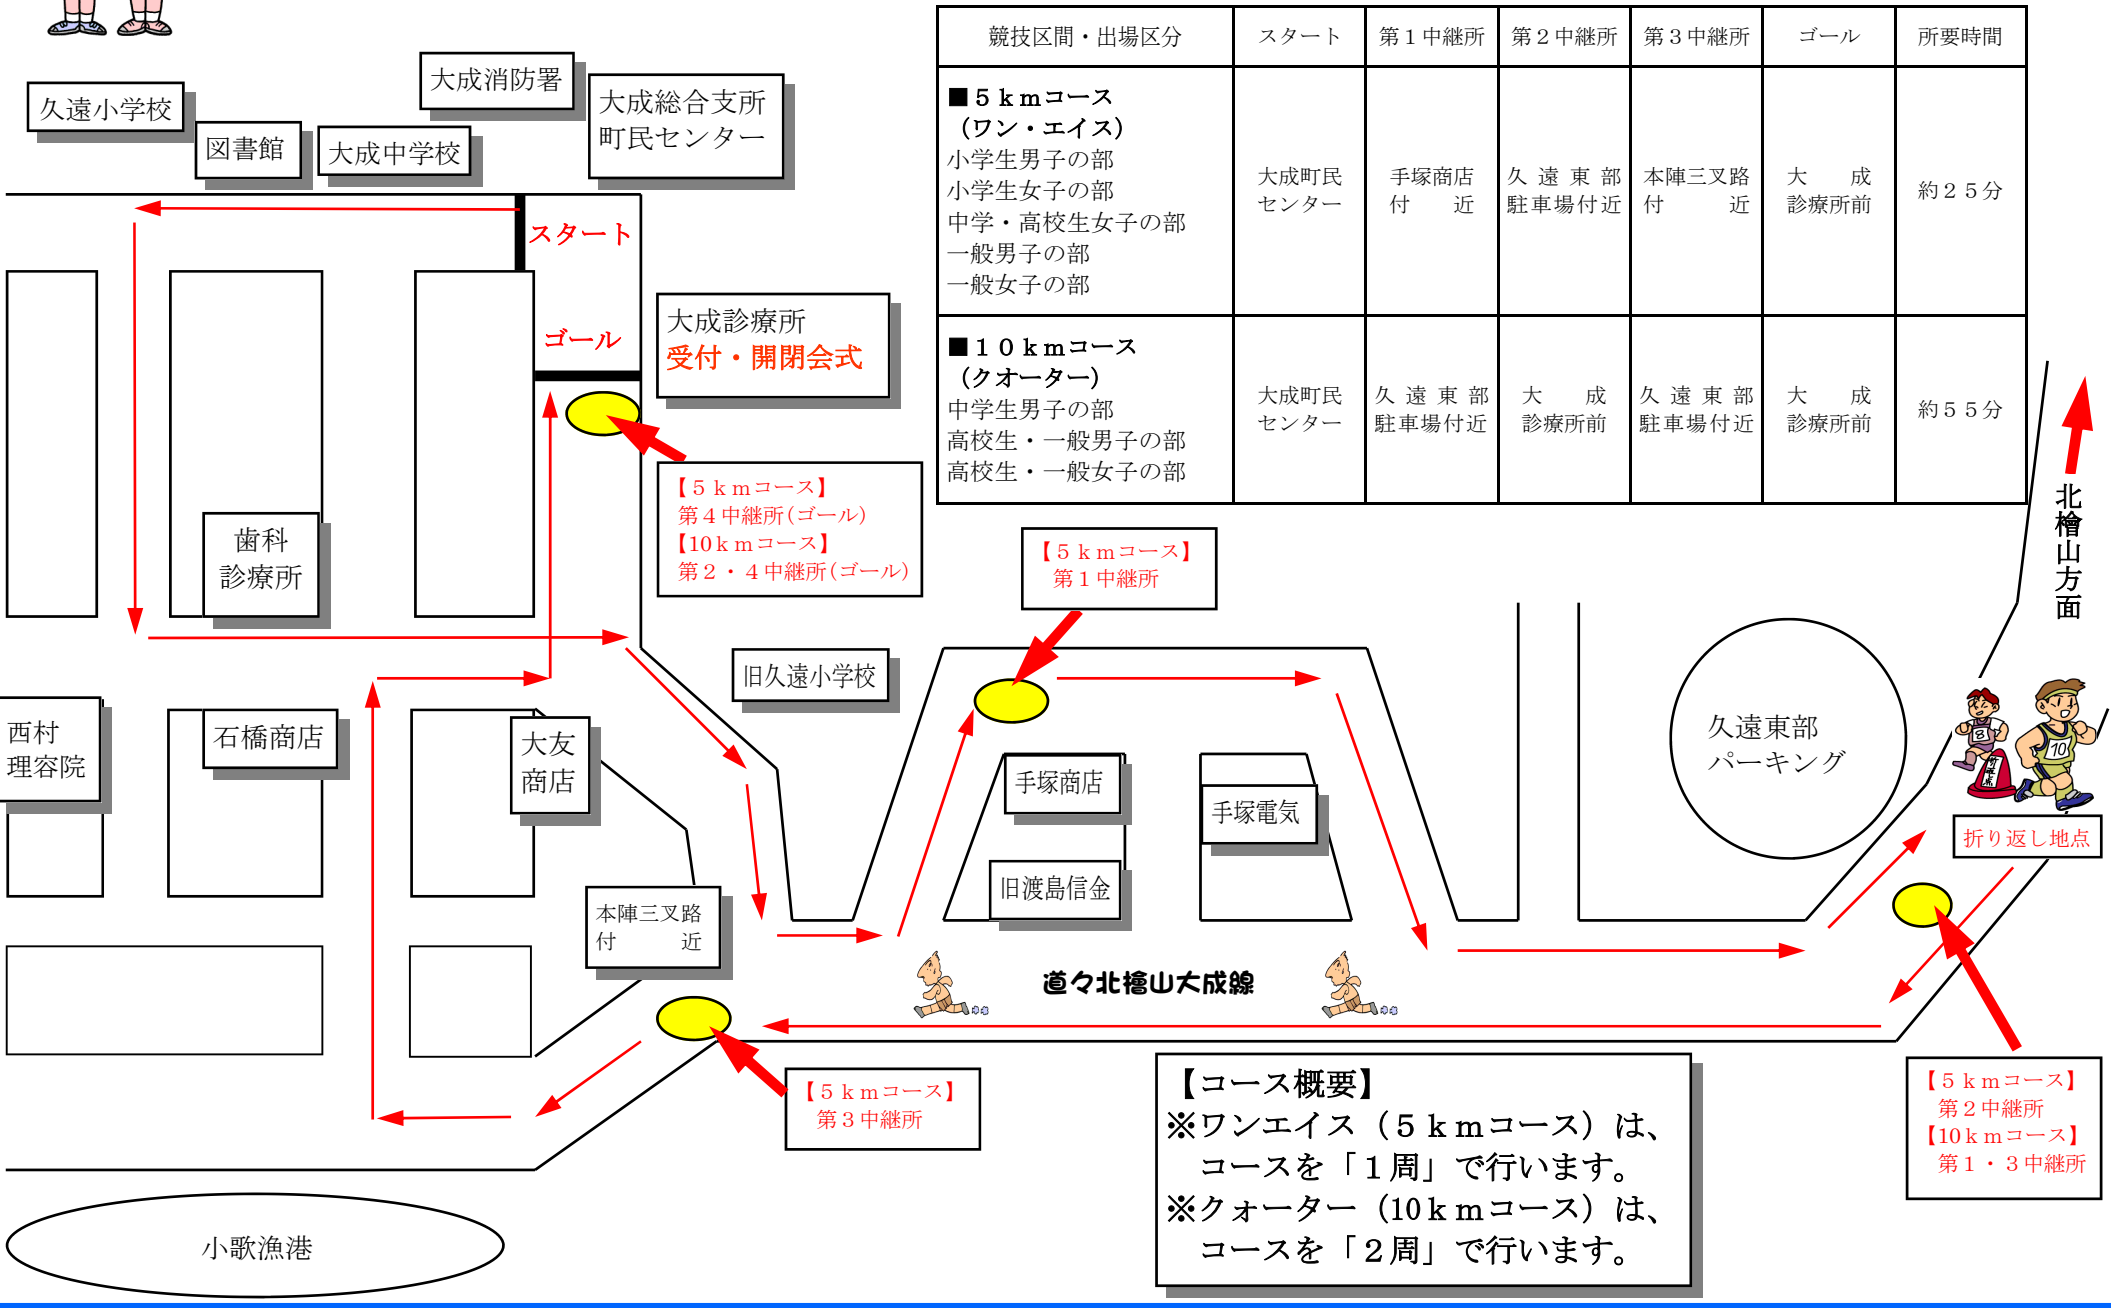 競技区間・出場区分 スタート 第１中継所 第２中継所 第３中継所 ゴール 所要時間
■５ｋｍコース
（ワン・エイス）
小学生男子の部
小学生女子の部
中学・高校生女子の部
一般男子の部
一般女子の部
大成町民
センター
手塚商店
付　　近
久遠東部
駐車場付近
本陣三叉路
付　　近
大　　成
診療所前
約２５分
■１０ｋｍコース
（クオーター）
中学生男子の部
高校生・一般男子の部
高校生・一般女子の部
大成町民
センター
久遠東部
駐車場付近
大　　成
診療所前
久遠東部
駐車場付近
大　　成
診療所前
約５５分
久遠小学校
図書館
大成中学校
大成消防署
大成総合支所
町民センター
スタート
ゴール
大成診療所
受付・開閉会式
【５ｋｍコース】
第４中継所(ゴール)
【10ｋｍコース】
第２・４中継所(ゴール)
歯科
診療所
【５ｋｍコース】
第１中継所
北檜山方面
旧久遠小学校
西村
理容院
石橋商店
大友
商店
手塚商店
手塚電気
旧渡島信金
久遠東部
パーキング
8
10
折返点
折り返し地点
本陣三叉路
付　　近
道々北檜山大成線
【５ｋｍコース】
第３中継所
【５ｋｍコース】
第２中継所
【10ｋｍコース】
第１・３中継所
【コース概要】
※ワンエイス（５ｋｍコース）は、
コースを「１周」で行います。
※クォーター（10ｋｍコース）は、
コースを「２周」で行います。
小歌漁港